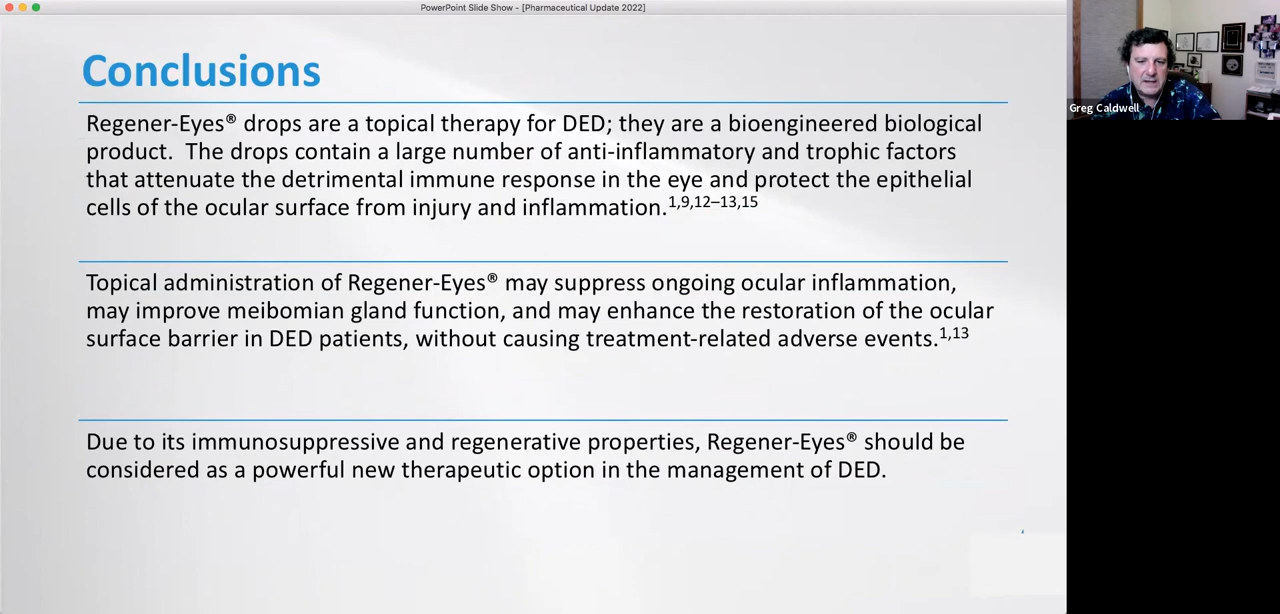 PowerPoint Slide Show - [Pharmaceutical Update 2022]
Conclusions
Regener-Eyes® drops are a topical therapy for DED; they are a bioengineered biological
product. The drops contain a large number of anti-inflammatory and trophic factors
that attenuate the detrimental immune response in the eye and protect the epithelial
cells of the ocular surface from injury and inflammation.1,9,12–13,15
Topical administration of Regener-Eyes® may suppress ongoing ocular inflammation,
may improve meibomian gland function, and may enhance the restoration of the ocular
surface barrier in DED patients, without causing treatment-related adverse events.1,13
Due to its immunosuppressive and regenerative properties, Regener-Eyes® should be
considered as a powerful new therapeutic option in the management of DED.
Greg Caldwell